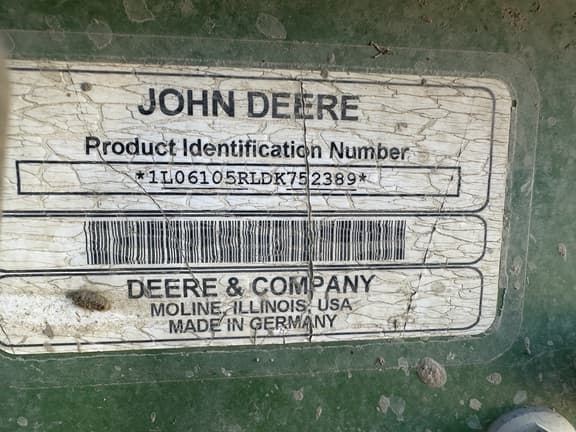 JOHN DEERE
Product Identification Number
*1L06105RLDK752389*
DEERE & COMPANY
MOLINE, ILLINOIS, USA
MADE IN GERMANY